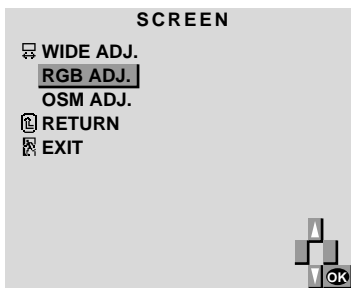 SCREEN
WIDE ADJ.
RGB ADJ.
OSM ADJ.
RETURN
EXIT
OK